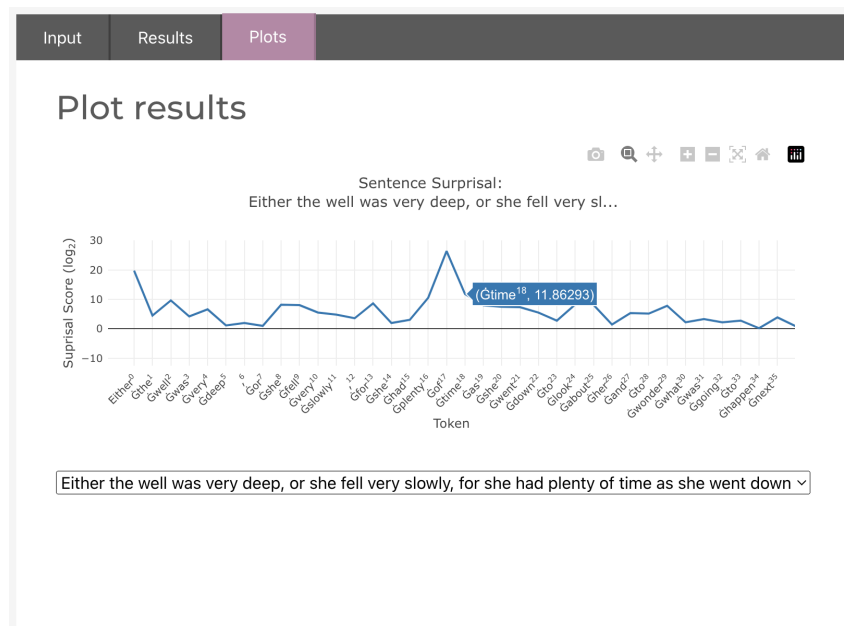 Input Results Plots
Plot results
Sentence Surprisal:
Either the well was very deep, or she fell very sl...
Suprisal Score (log₂)
30
20
10
0
−10
(Ġtime¹⁸, 11.86293)
Either⁰ Ġthe¹ Ġwell² Ġwas³ Ġvery⁴ Ġdeep⁵ ,⁶ Ġor⁷ Ġshe⁸ Ġfell⁹ Ġvery¹⁰ Ġslowly¹¹ ,¹² Ġfor¹³ Ġshe¹⁴ Ġhad¹⁵ Ġplenty¹⁶ Ġof¹⁷ Ġtime¹⁸ Ġas¹⁹ Ġshe²⁰ Ġwent²¹ Ġdown²² Ġto²³ Ġlook²⁴ Ġabout²⁵ Ġher²⁶ Ġand²⁷ Ġto²⁸ Ġwonder²⁹ Ġwhat³⁰ Ġwas³¹ Ġgoing³² Ġto³³ Ġhappen³⁴ Ġnext³⁵
Token
Either the well was very deep, or she fell very slowly, for she had plenty of time as she went down